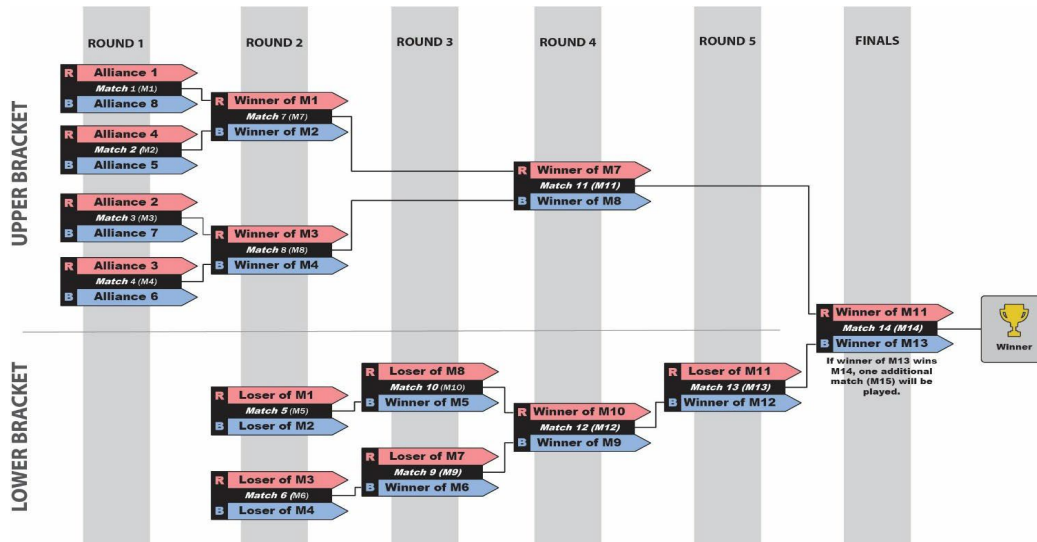 ROUND 1
ROUND 2
ROUND 3
ROUND 4
ROUND 5
FINALS
UPPER BRACKET
R Alliance 1
Match 1 (M1)
B Alliance 8
R Alliance 4
Match 2 (M2)
B Alliance 5
R Alliance 2
Match 3 (M3)
B Alliance 7
R Alliance 3
Match 4 (M4)
B Alliance 6
R Winner of M1
Match 7 (M7)
B Winner of M2
R Winner of M3
Match 8 (M8)
B Winner of M4
R Winner of M7
Match 11 (M11)
B Winner of M8
R Winner of M11
Match 14 (M14)
B Winner of M13
If winner of M13 wins
M14, one additional
match (M15) will be
played.
Winner
LOWER BRACKET
R Loser of M1
Match 5 (M5)
B Loser of M2
R Loser of M3
Match 6 (M6)
B Loser of M4
R Loser of M8
Match 10 (M10)
B Winner of M5
R Loser of M7
Match 9 (M9)
B Winner of M6
R Winner of M10
Match 12 (M12)
B Winner of M9
R Loser of M11
Match 13 (M13)
B Winner of M12